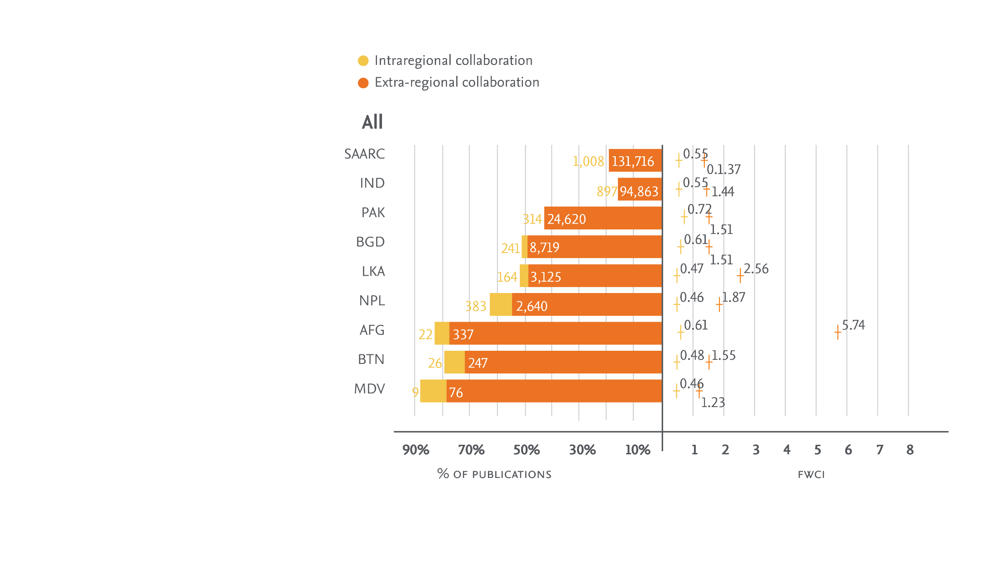 Intraregional collaboration
Extra-regional collaboration
All
SAARC 1,008 131,716 0.55 0.1.37
IND 897 94,863 0.55 1.44
PAK 314 24,620 0.72 1.51
BGD 241 8,719 0.61 1.51
LKA 164 3,125 0.47 2.56
NPL 383 2,640 0.46 1.87
AFG 22 337 0.61 5.74
BTN 26 247 0.48 1.55
MDV 9 76 0.46 1.23
90% 70% 50% 30% 10% 1 2 3 4 5 6 7 8
% OF PUBLICATIONS FWCI